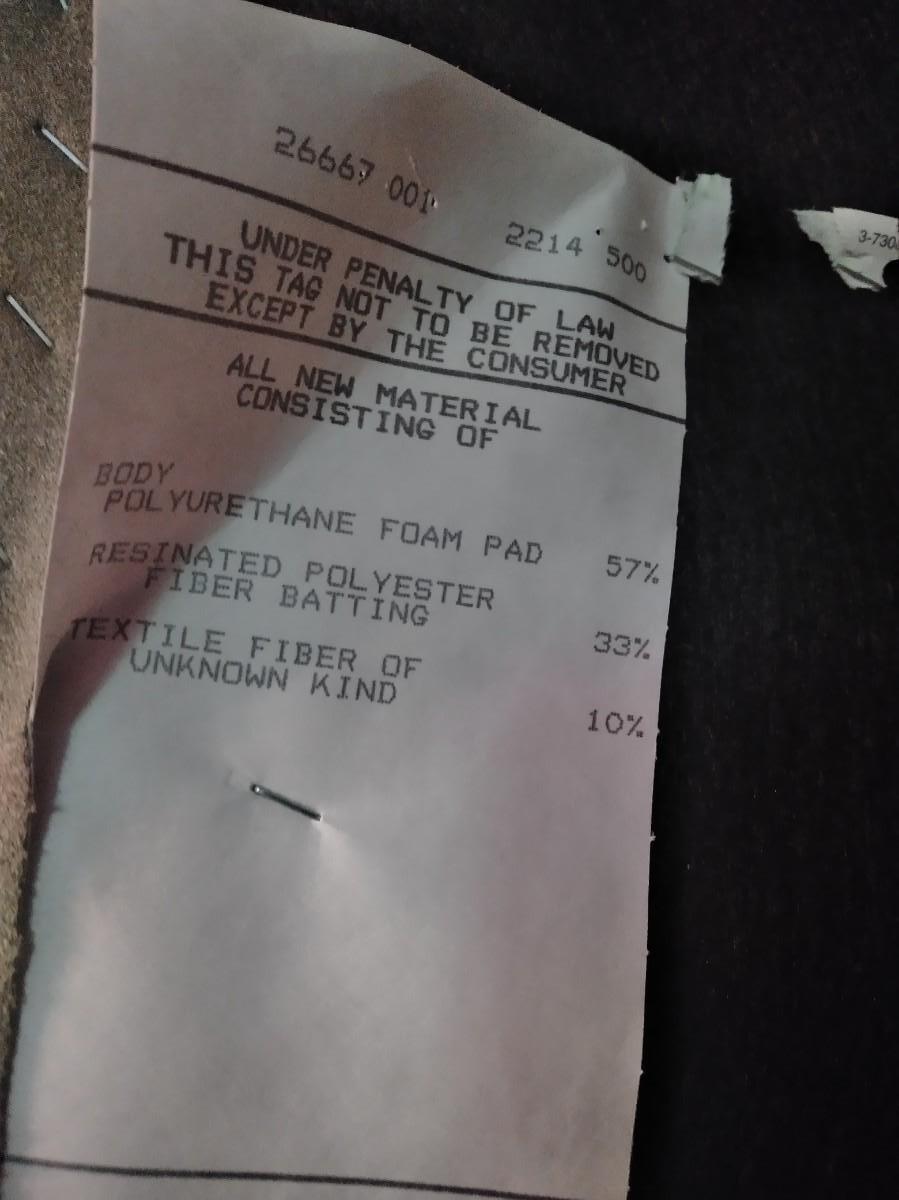 26667 001
2214 500
UNDER PENALTY OF LAW
THIS TAG NOT TO BE REMOVED
EXCEPT BY THE CONSUMER
ALL NEW MATERIAL
CONSISTING OF
BODY
POLYURETHANE FOAM PAD 57%
RESINATED POLYESTER
FIBER BATTING 33%
TEXTILE FIBER OF
UNKNOWN KIND 10%